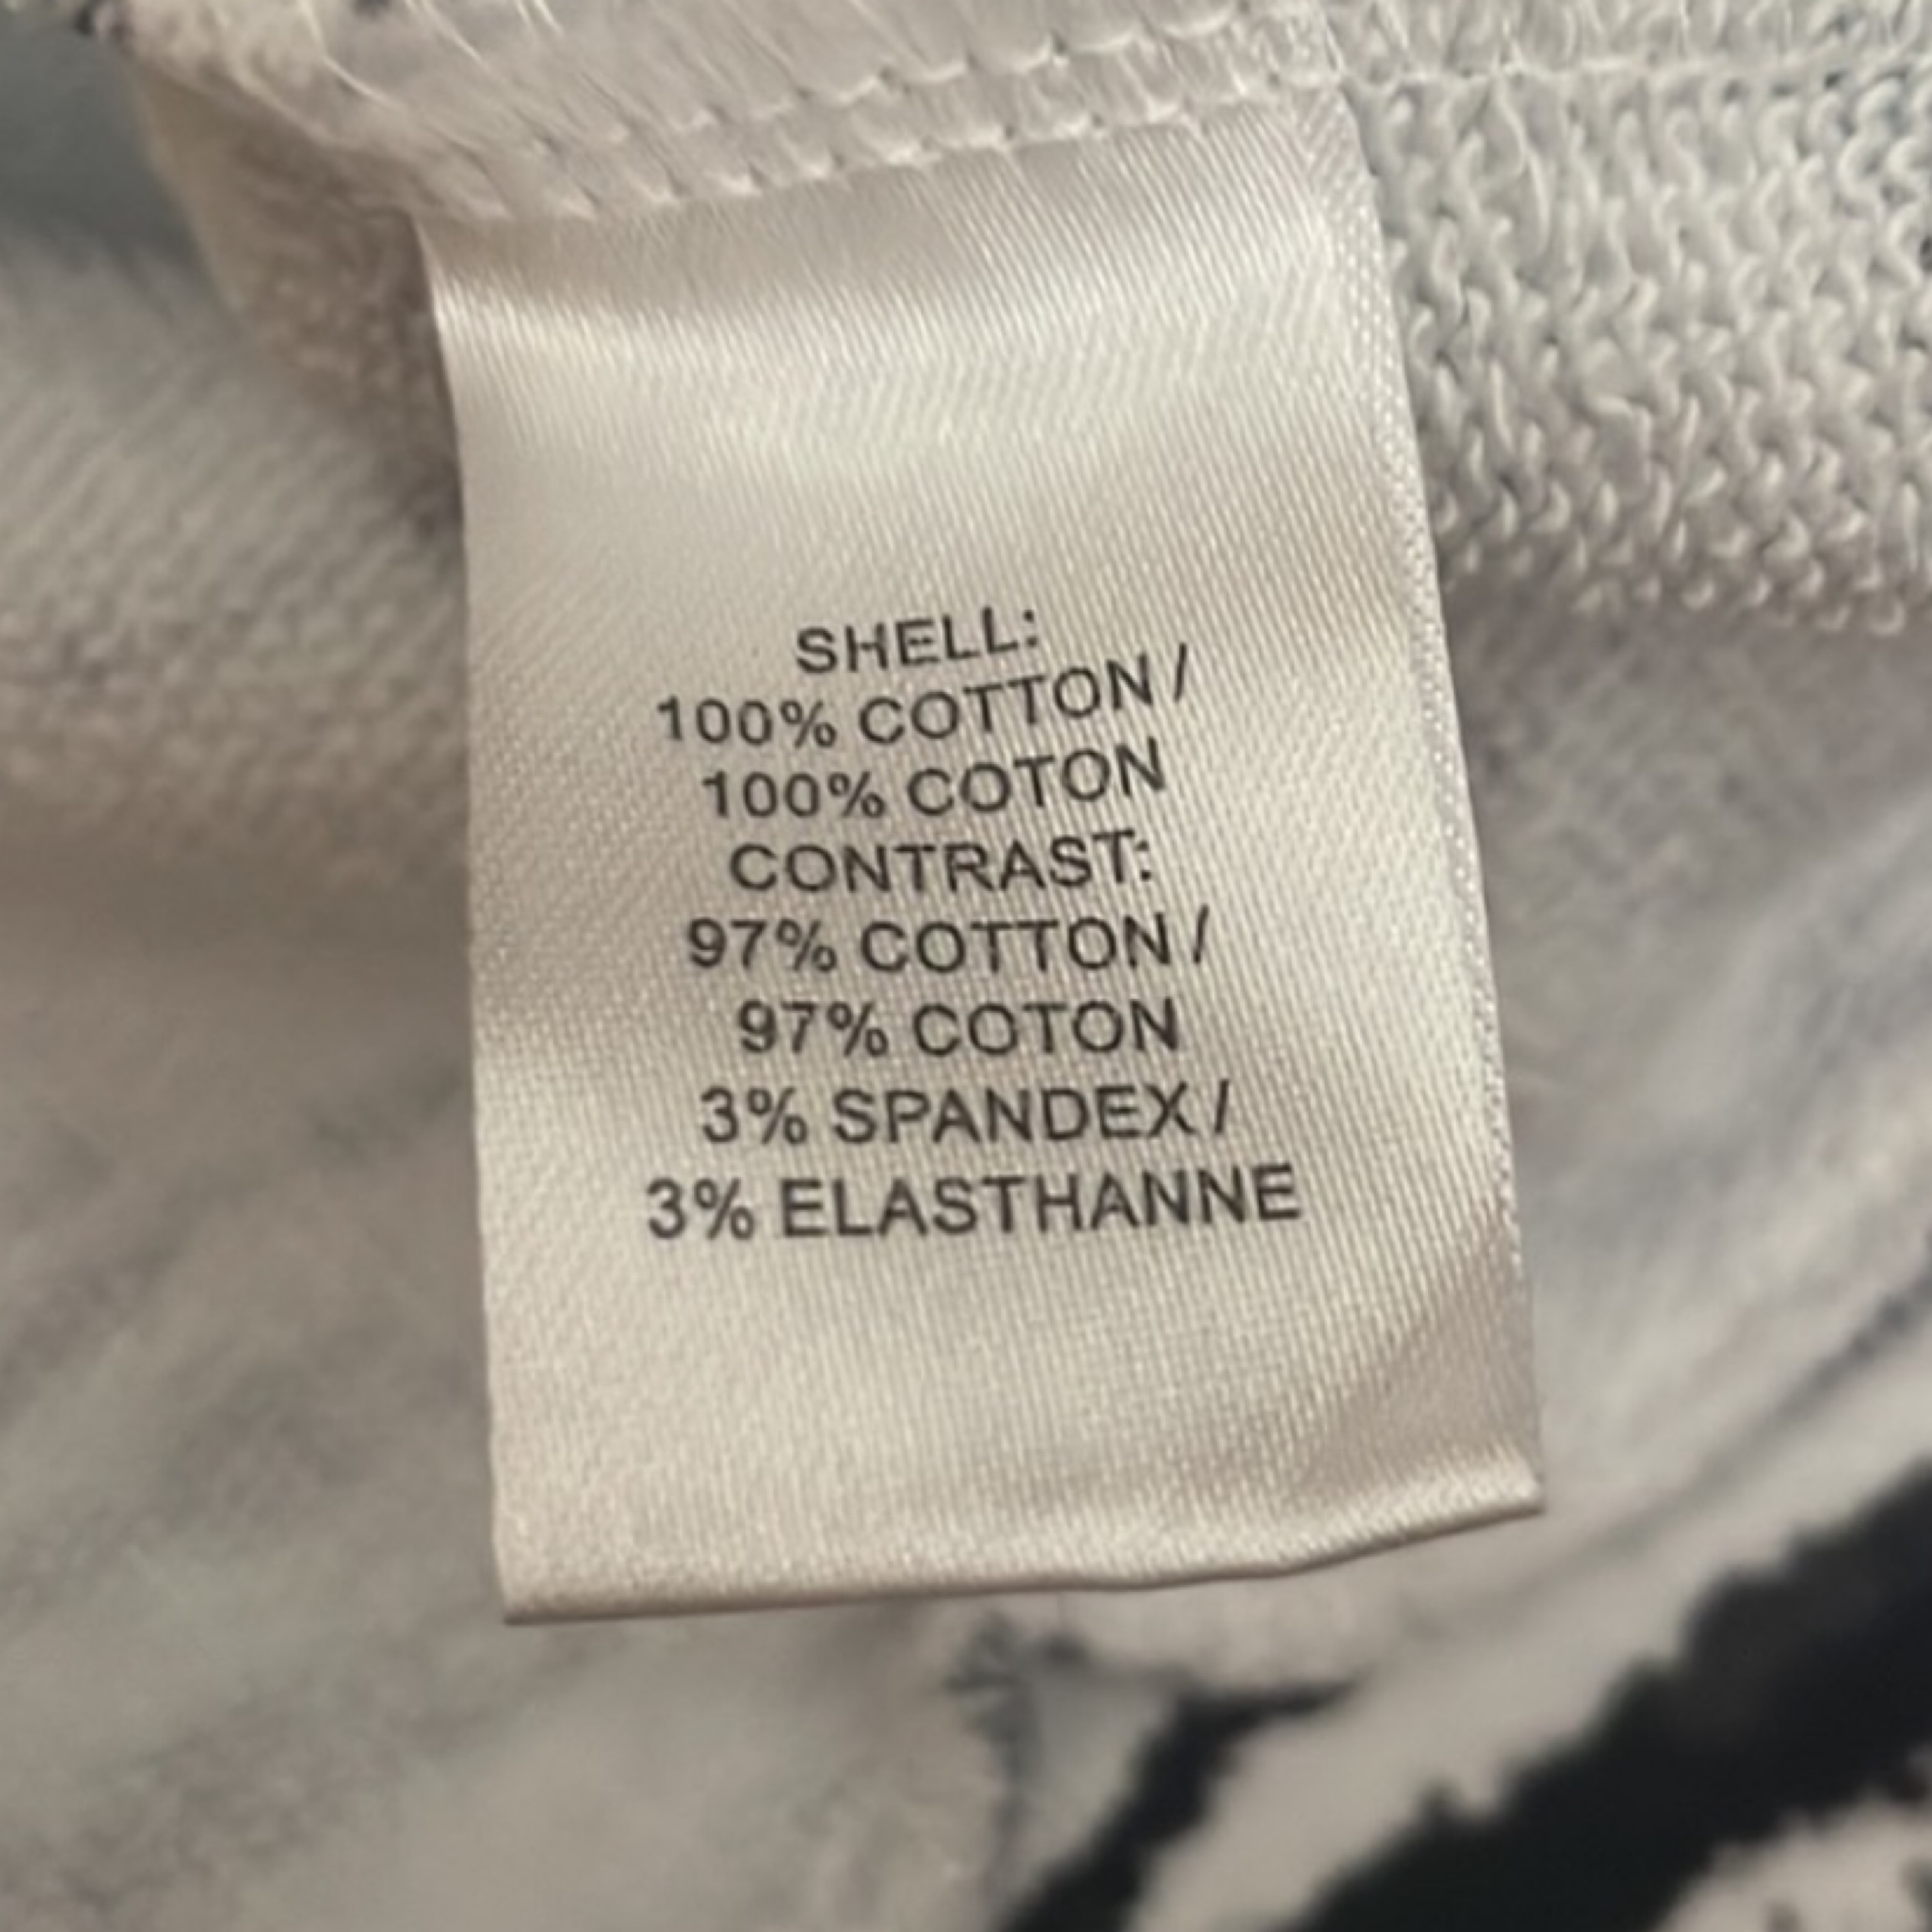 SHELL:
100% COTTON /
100% COTON
CONTRAST:
97% COTTON /
97% COTON
3% SPANDEX /
3% ELASTHANNE